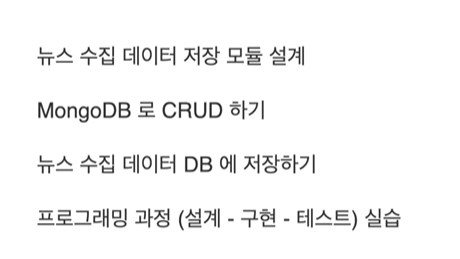 뉴스 수집 데이터 저장 모듈 설계
MongoDB 로 CRUD 하기
뉴스 수집 데이터 DB 에 저장하기
프로그래밍 과정 (설계 - 구현 - 테스트) 실습